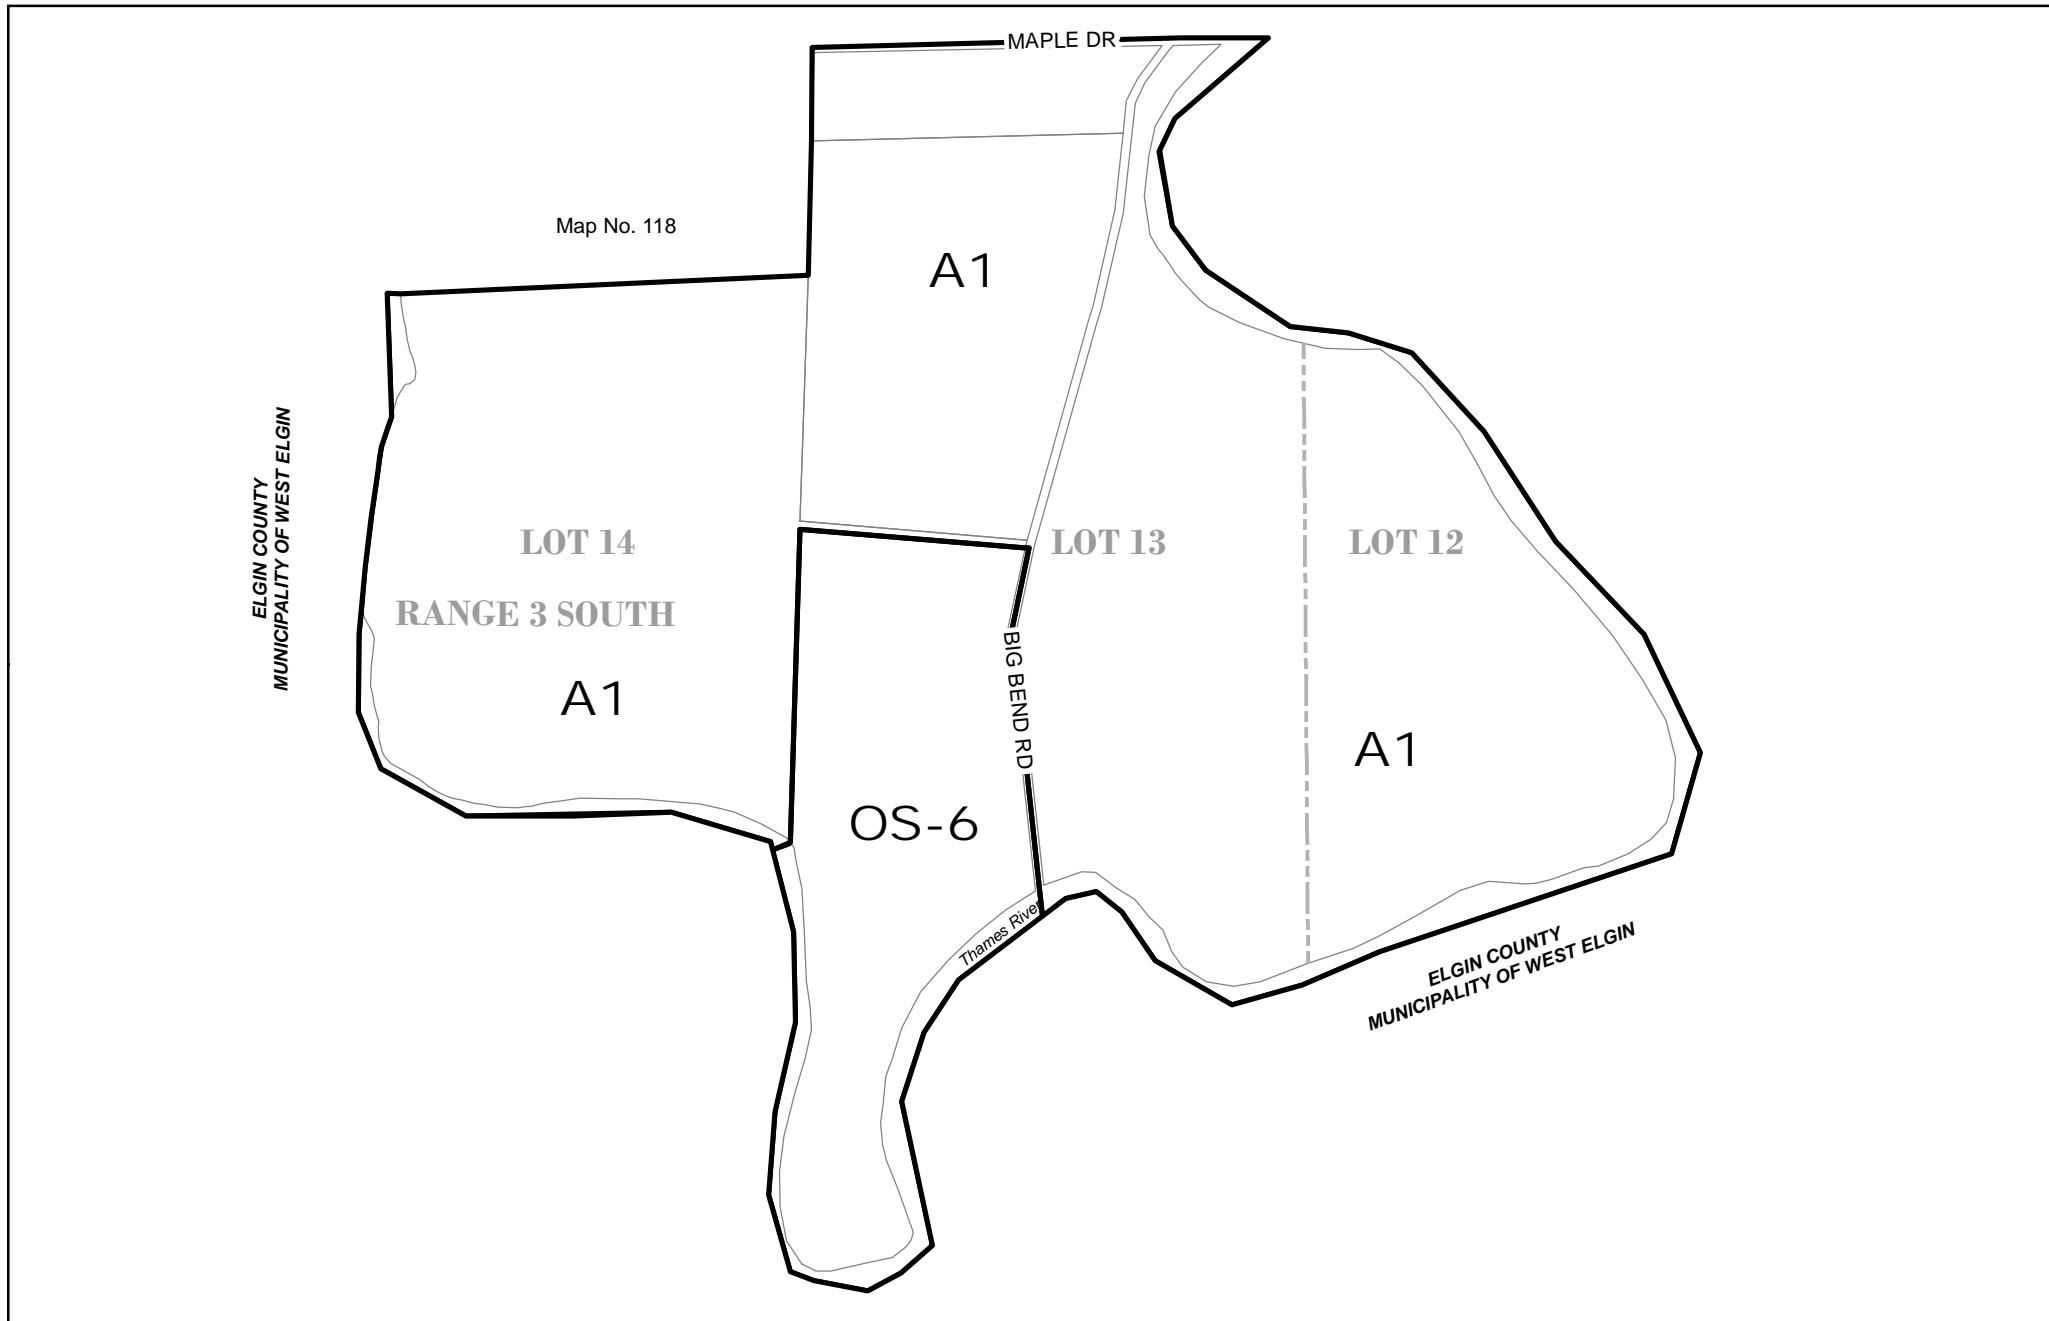 MAPLE DR
Map No. 118
A1
ELGIN COUNTY
MUNICIPALITY OF WEST ELGIN
LOT 14
LOT 13
LOT 12
RANGE 3 SOUTH
A1
BIG BEND RD
A1
OS-6
Thames River
ELGIN COUNTY
MUNICIPALITY OF WEST ELGIN